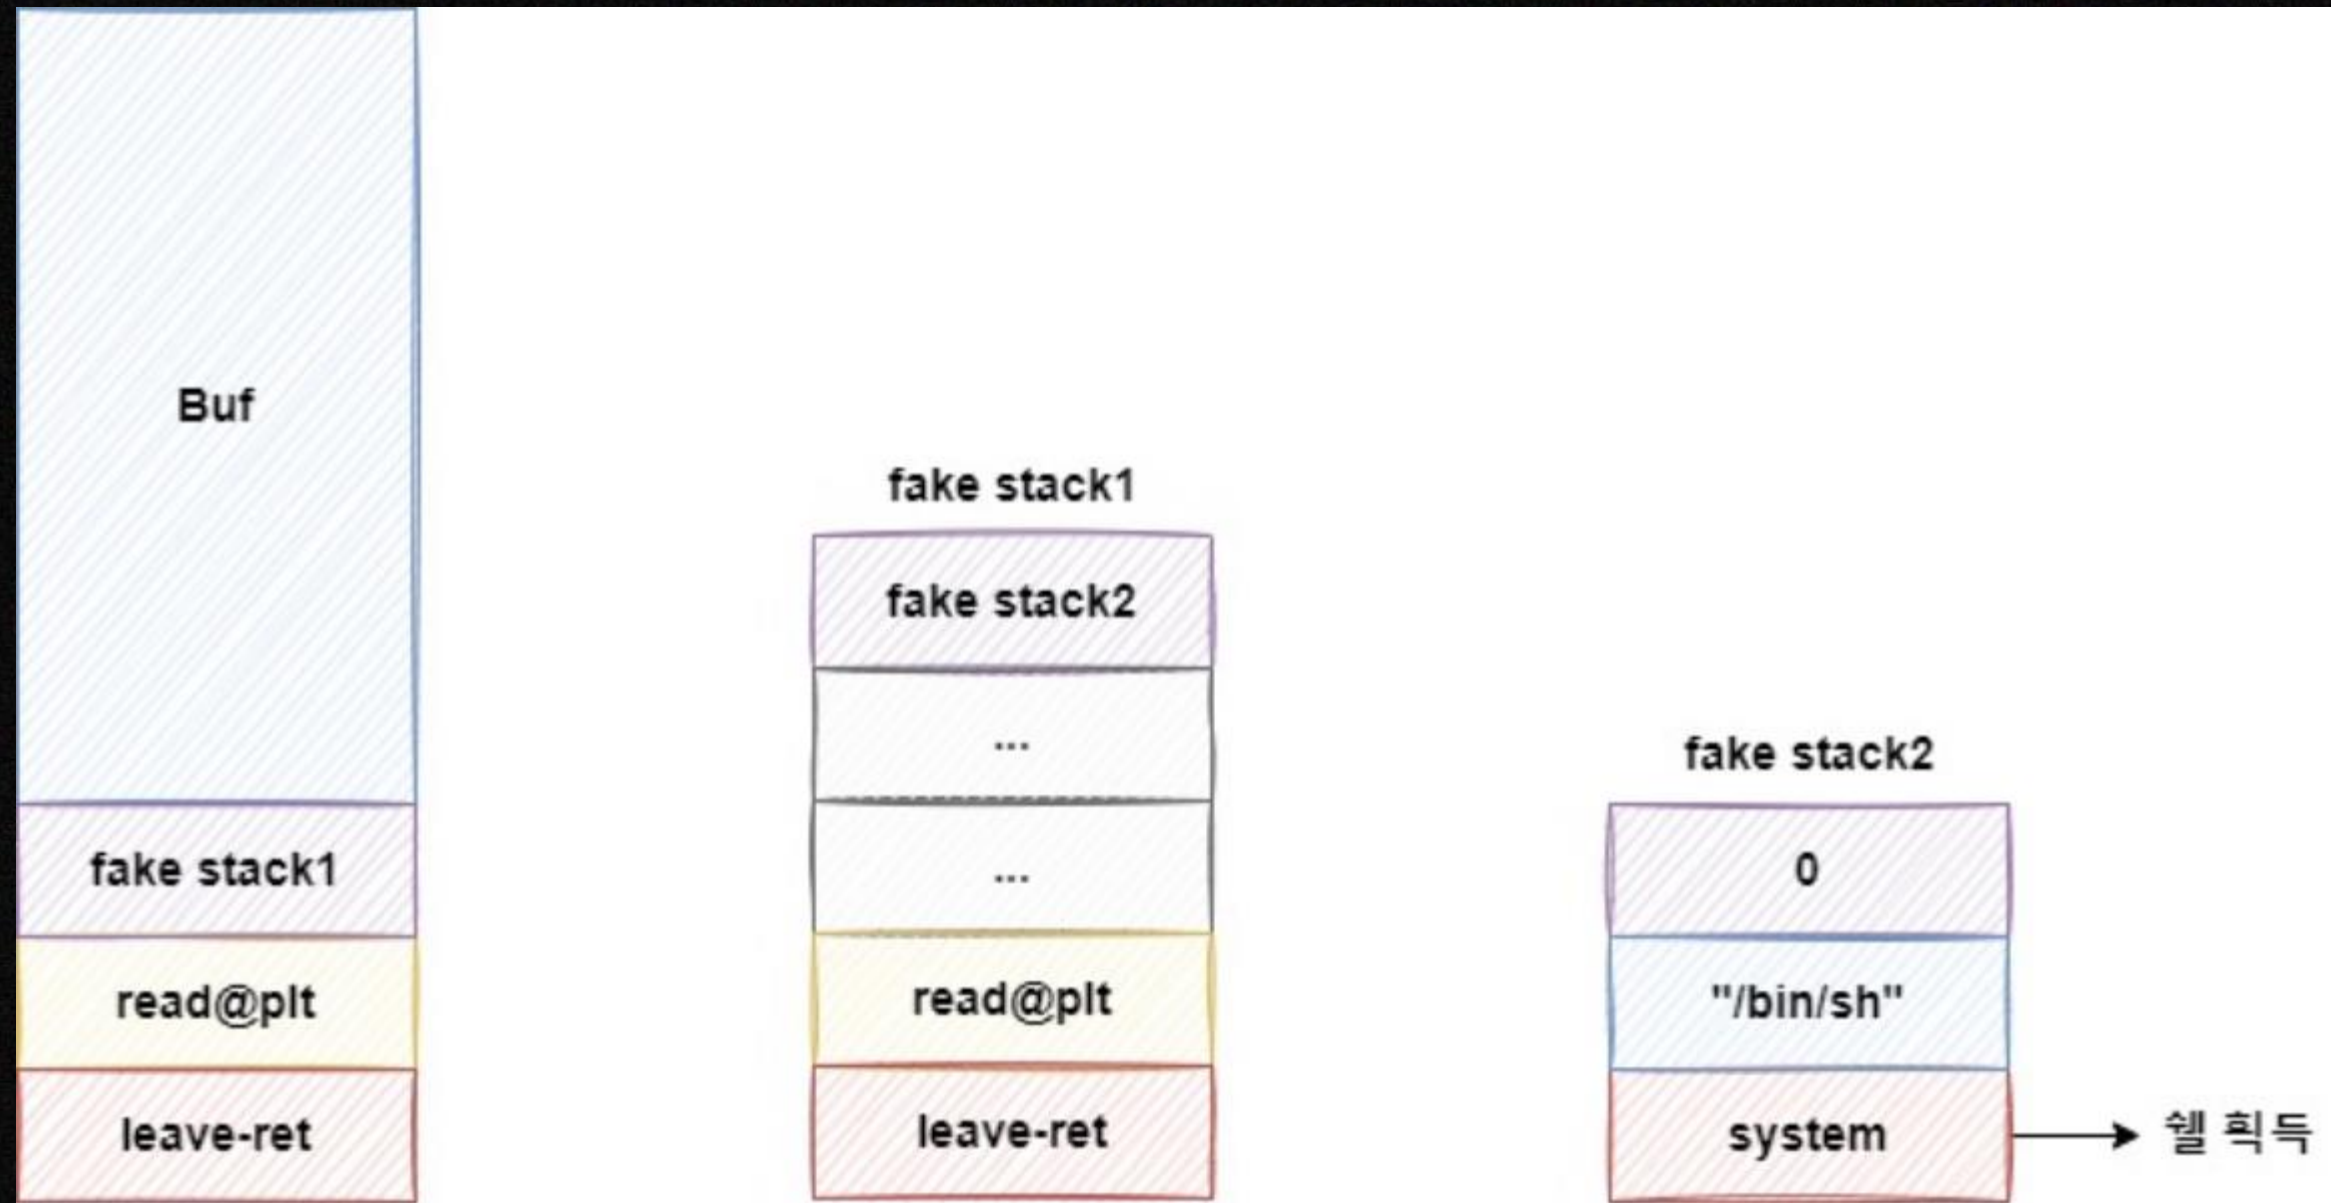 Buf
fake stack1
read@plt
leave-ret
fake stack1
fake stack2
...
...
read@plt
leave-ret
fake stack2
0
"/bin/sh"
system
쉘 획득